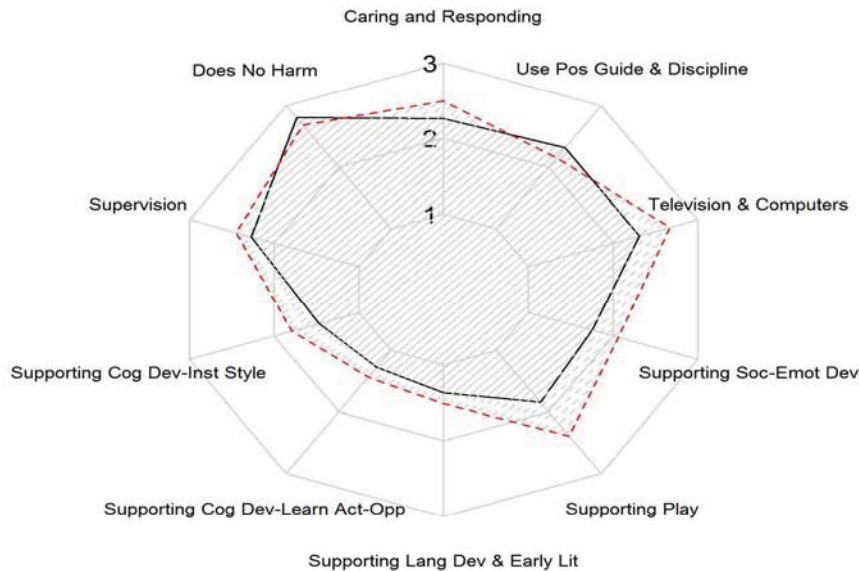 Caring and Responding
3
Does No Harm
Use Pos Guide & Discipline
2
Supervision
1
Television & Computers
Supporting Cog Dev-Inst Style
Supporting Soc-Emot Dev
Supporting Cog Dev-Learn Act-Opp
Supporting Play
Supporting Lang Dev & Early Lit